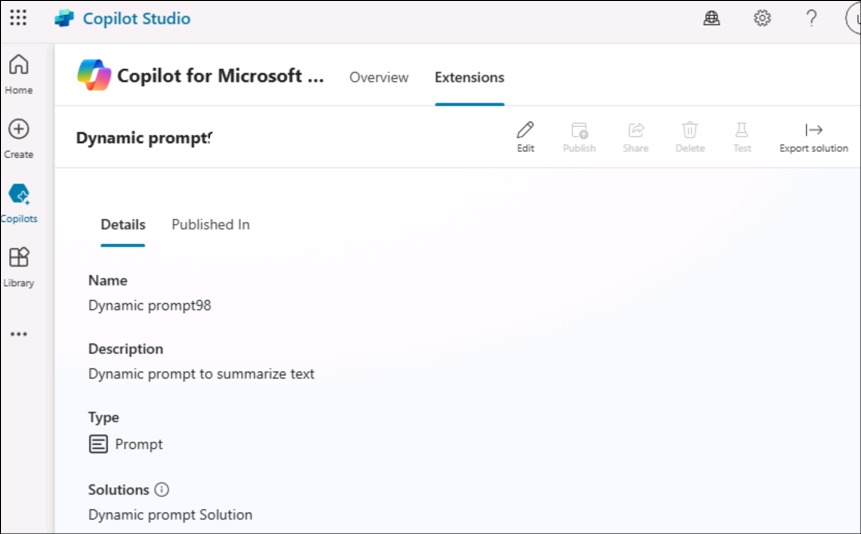 Copilot Studio
Copilot for Microsoft ... Overview Extensions
Dynamic prompt
Edit Publish Share Delete Test Export solution
Home
Create
Copilots
Library
Details Published In
Name
Dynamic prompt98
Description
Dynamic prompt to summarize text
Type
Prompt
Solutions
Dynamic prompt Solution